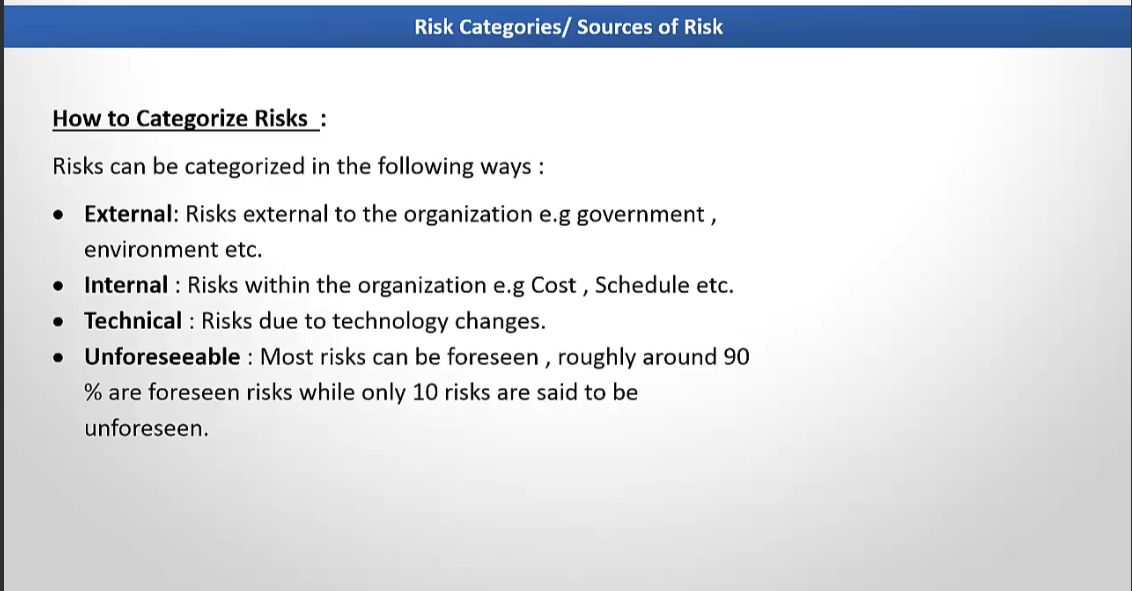 Risk Categories/ Sources of Risk
How to Categorize Risks :
Risks can be categorized in the following ways :
• External: Risks external to the organization e.g government ,
environment etc.
• Internal : Risks within the organization e.g Cost , Schedule etc.
• Technical : Risks due to technology changes.
• Unforeseeable : Most risks can be foreseen , roughly around 90
% are foreseen risks while only 10 risks are said to be
unforeseen.